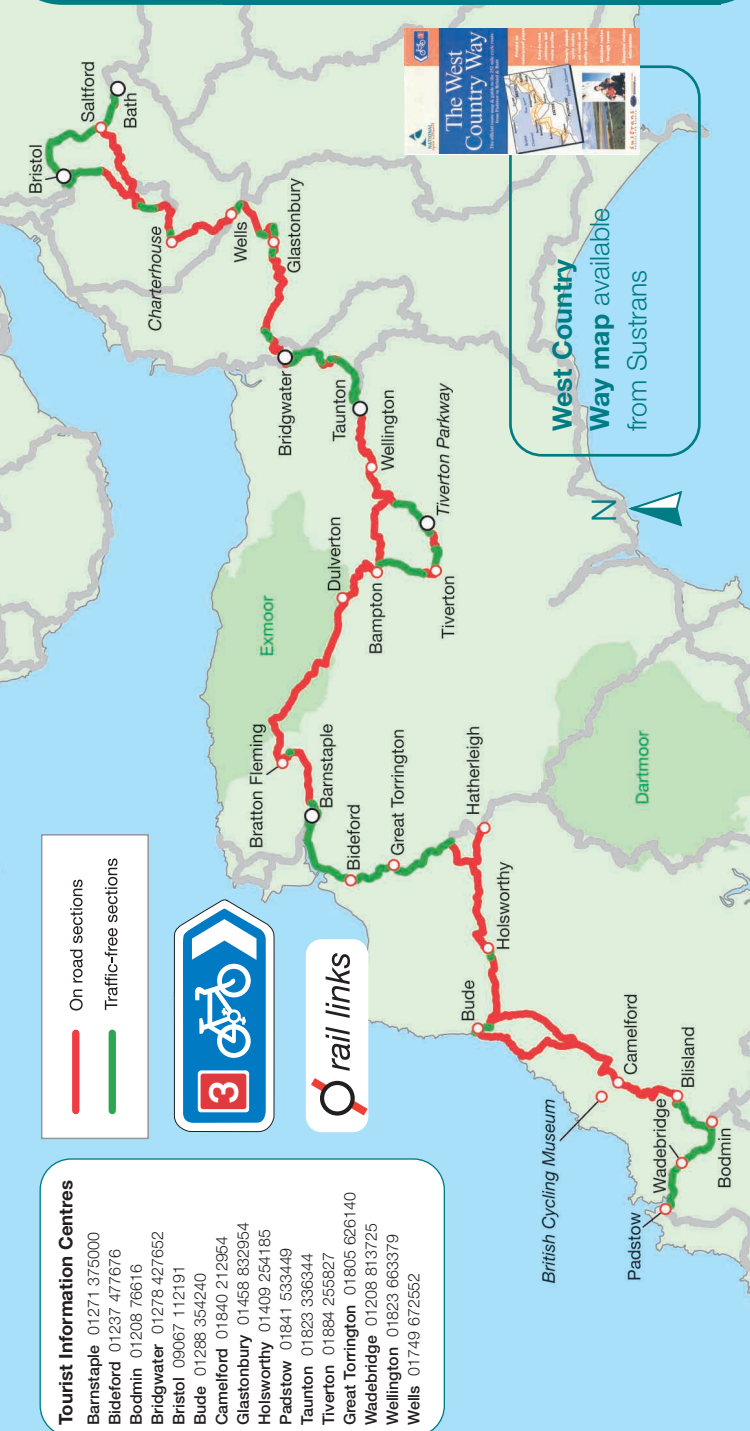 Tourist Information Centres
Barnstaple 01271 375000
Bideford 01237 477676
Bodmin 01208 76616
Bridgwater 01278 427652
Bristol 09067 112191
Bude 01288 354240
Camelford 01840 212954
Glastonbury 01458 832954
Holsworthy 01409 254185
Padstow 01841 533449
Taunton 01823 336344
Tiverton 01884 255827
Great Torrington 01805 626140
Wadebridge 01208 813725
Wellington 01823 663379
Wells 01749 672552
On road sections
Traffic-free sections
3
rail links
British Cycling Museum
Padstow
Wadebridge
Bodmin
Blisland
Camelford
Bude
Holsworthy
Hatherleigh
Great Torrington
Bideford
Barnstaple
Bratton Fleming
Exmoor
Dartmoor
Dulverton
Bampton
Tiverton
Tiverton Parkway
Wellington
Taunton
Bridgwater
Glastonbury
Wells
Charterhouse
Bristol
Saltford
Bath
N
West Country
Way map available
from Sustrans
The West
Country Way
sustrans